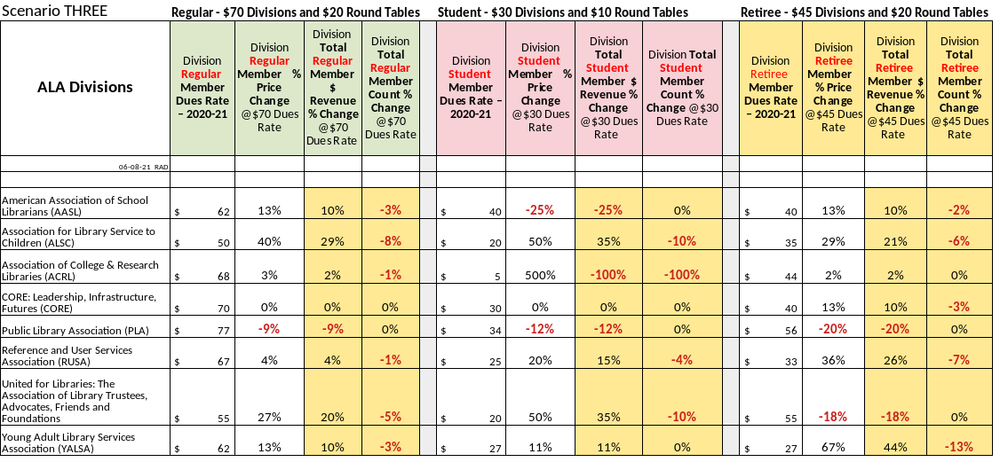 Scenario THREE
Regular - $70 Divisions and $20 Round Tables
Student - $30 Divisions and $10 Round Tables
Retiree - $45 Divisions and $20 Round Tables
ALA Divisions
Division
Regular
Member
Dues Rate
– 2020-21
Division
Regular
Member %
Price
Change
@$70 Dues
Rate
Division
Total
Regular
Member
$
Revenue
% Change
@$70
Dues Rate
Division
Total
Regular
Member
Count %
Change
@$70
Dues Rate
Division
Student
Member
Dues Rate –
2020-21
Division
Student
Member %
Price
Change
@$30 Dues
Rate
Division
Total
Student
Member $
Revenue %
Change
@$30 Dues
Rate
Division Total
Student
Member
Count %
Change @$30
Dues Rate
Division
Retiree
Member
Dues Rate
– 2020-21
Division
Retiree
Member
% Price
Change
@$45 Dues
Rate
Division
Total
Retiree
Member $
Revenue %
Change
@$45 Dues
Rate
Division
Total
Retiree
Member
Count %
Change
@$45 Dues
Rate
06-08-21 RAD
American Association of School
Librarians (AASL)
$ 62 13% 10% -3% $ 40 -25% -25% 0% $ 40 13% 10% -2%
Association for Library Service to
Children (ALSC)
$ 50 40% 29% -8% $ 20 50% 35% -10% $ 35 29% 21% -6%
Association of College & Research
Libraries (ACRL)
$ 68 3% 2% -1% $ 5 500% -100% -100% $ 44 2% 2% 0%
CORE: Leadership, Infrastructure,
Futures (CORE)
$ 70 0% 0% 0% $ 30 0% 0% 0% $ 40 13% 10% -3%
Public Library Association (PLA)
$ 77 -9% -9% 0% $ 34 -12% -12% 0% $ 56 -20% -20% 0%
Reference and User Services
Association (RUSA)
$ 67 4% 4% -1% $ 25 20% 15% -4% $ 33 36% 26% -7%
United for Libraries: The
Association of Library Trustees,
Advocates, Friends and
Foundations
$ 55 27% 20% -5% $ 20 50% 35% -10% $ 55 -18% -18% 0%
Young Adult Library Services
Association (YALSA)
$ 62 13% 10% -3% $ 27 11% 11% 0% $ 27 67% 44% -13%